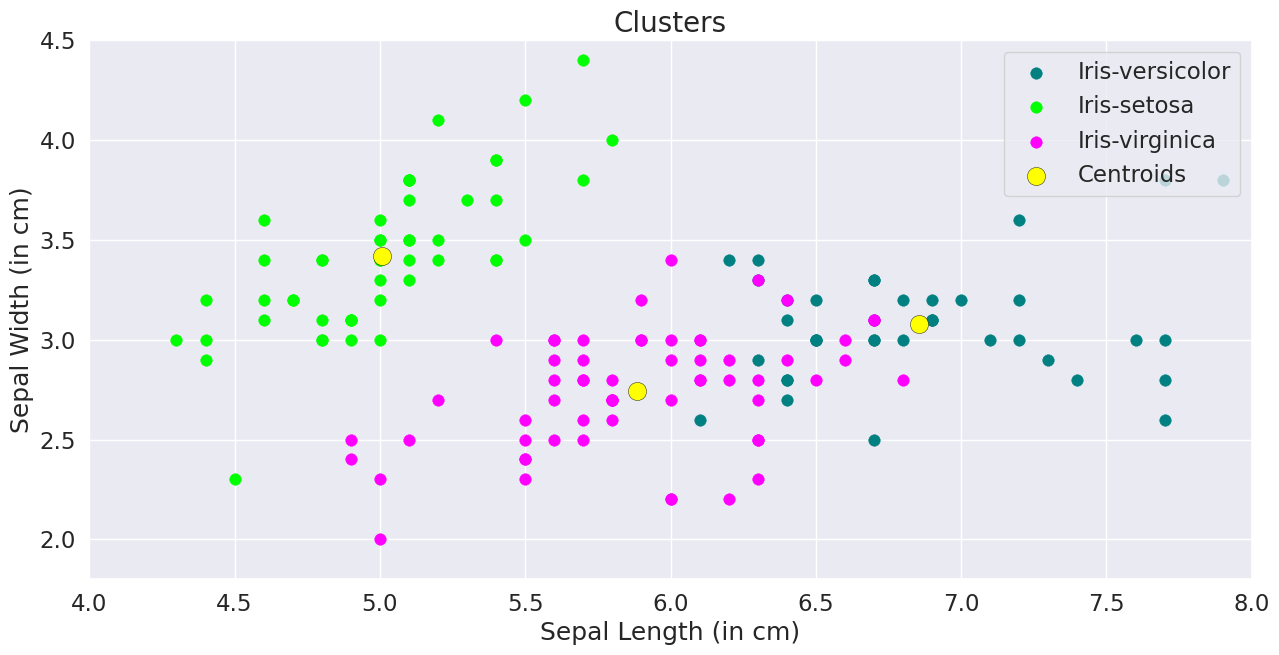 Clusters
4.5
4.0
3.5
3.0
2.5
2.0
Sepal Width (in cm)
Iris-versicolor
Iris-setosa
Iris-virginica
Centroids
4.0 4.5 5.0 5.5 6.0 6.5 7.0 7.5 8.0
Sepal Length (in cm)